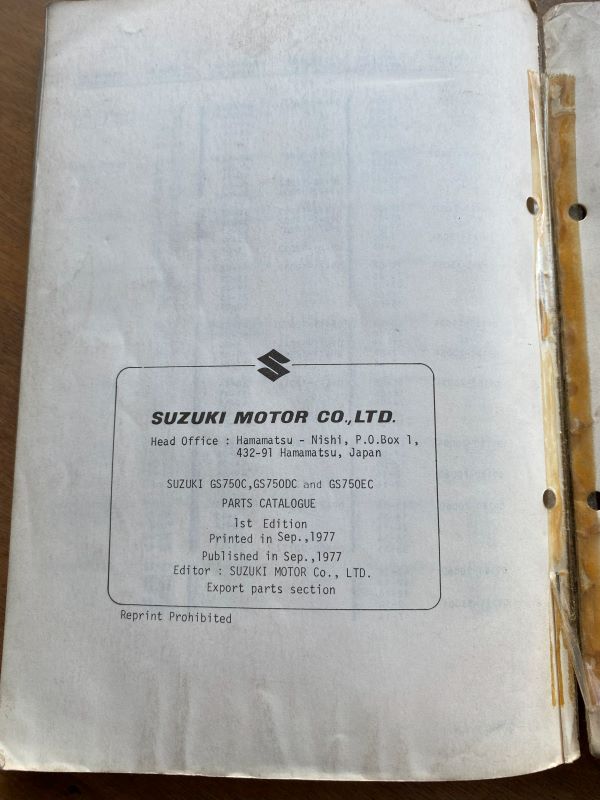 SUZUKI MOTOR CO.,LTD.
Head Office : Hamamatsu - Nishi, P.O.Box 1,
432-91 Hamamatsu, Japan
SUZUKI GS750C,GS750DC and GS750EC
PARTS CATALOGUE
1st Edition
Printed in Sep.,1977
Published in Sep.,1977
Editor : SUZUKI MOTOR Co., LTD.
Export parts section
Reprint Prohibited